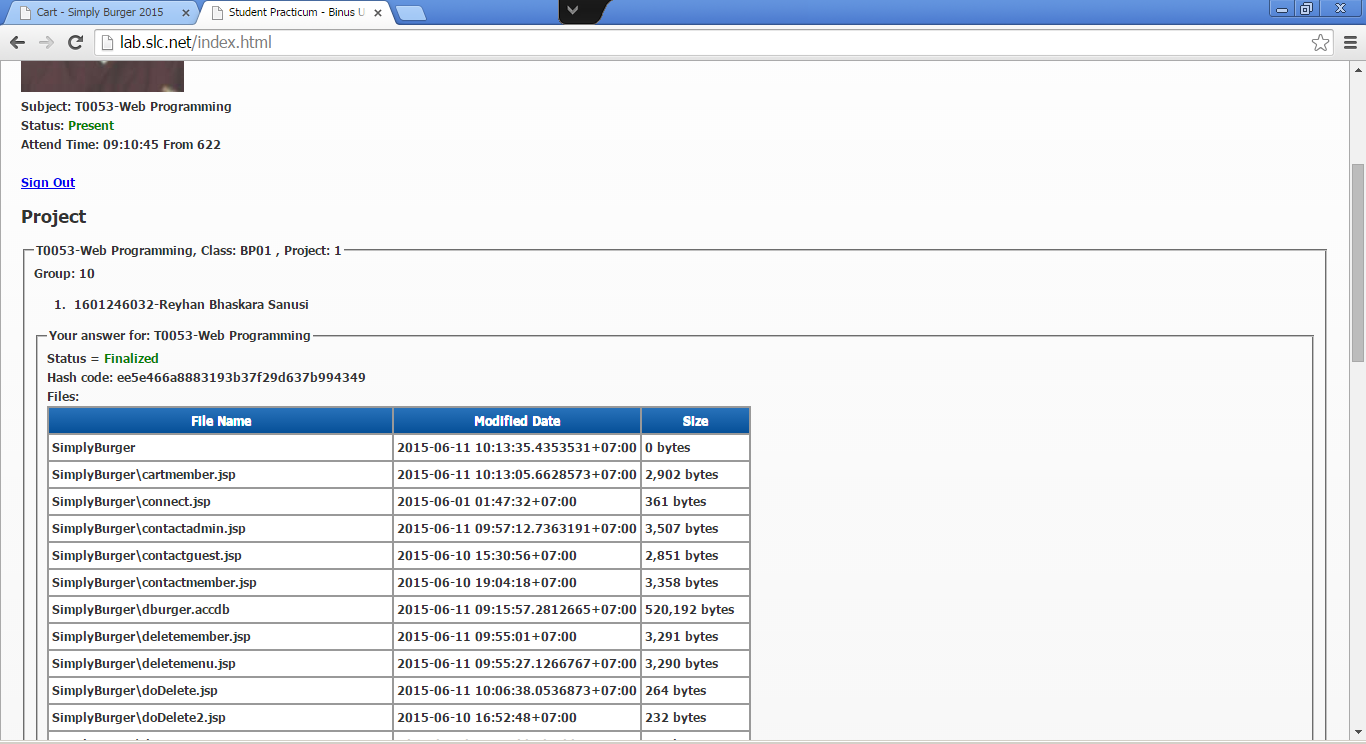 Cart - Simply Burger 2015
Student Practicum - Binus U
lab.slc.net/index.html
Subject: T0053-Web Programming
Status: Present
Attend Time: 09:10:45 From 622
Sign Out
Project
T0053-Web Programming, Class: BP01 , Project: 1
Group: 10
1. 1601246032-Reyhan Bhaskara Sanusi
Your answer for: T0053-Web Programming
Status = Finalized
Hash code: ee5e466a8883193b37f29d637b994349
Files:
File Name Modified Date Size
SimplyBurger 2015-06-11 10:13:35.4353531+07:00 0 bytes
SimplyBurger\cartmember.jsp 2015-06-11 10:13:05.6628573+07:00 2,902 bytes
SimplyBurger\connect.jsp 2015-06-01 01:47:32+07:00 361 bytes
SimplyBurger\contactadmin.jsp 2015-06-11 09:57:12.7363191+07:00 3,507 bytes
SimplyBurger\contactguest.jsp 2015-06-10 15:30:56+07:00 2,851 bytes
SimplyBurger\contactmember.jsp 2015-06-10 19:04:18+07:00 3,358 bytes
SimplyBurger\dburger.accdb 2015-06-11 09:15:57.2812665+07:00 520,192 bytes
SimplyBurger\deletemember.jsp 2015-06-11 09:55:01+07:00 3,291 bytes
SimplyBurger\deletemenu.jsp 2015-06-11 09:55:27.1266767+07:00 3,290 bytes
SimplyBurger\doDelete.jsp 2015-06-11 10:06:38.0536873+07:00 264 bytes
SimplyBurger\doDelete2.jsp 2015-06-10 16:52:48+07:00 232 bytes